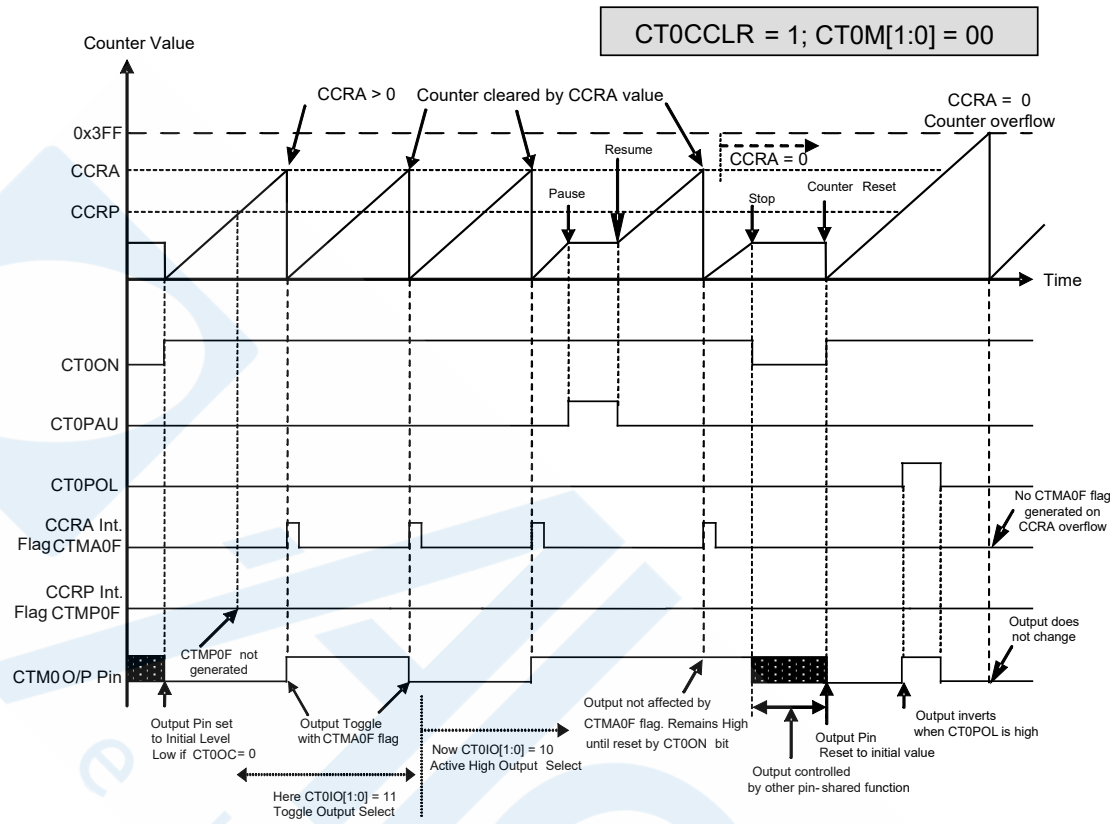 CT0CCLR = 1; CT0M[1:0] = 00
Counter Value
CCRA > 0
Counter cleared by CCRA value
CCRA = 0
Counter overflow
0x3FF
Resume
CCRA = 0
CCRA
Pause
Stop
Counter Reset
CCRP
Time
CT0ON
CT0PAU
CT0POL
No CTMA0F flag
generated on
CCRA overflow
CCRA Int.
Flag CTMA0F
CCRP Int.
Flag CTMP0F
CTMP0F not
generated
Output does
not change
CTM0 O/P Pin
Output Pin set
to Initial Level
Low if CT0OC= 0
Output Toggle
with CTMA0F flag
Now CT0IO[1:0] = 10
Active High Output Select
Output not affected by
CTMA0F flag. Remains High
until reset by CT0ON bit
Output Pin
Reset to initial value
Output inverts
when CT0POL is high
Output controlled
by other pin-shared function
Here CT0IO[1:0] = 11
Toggle Output Select